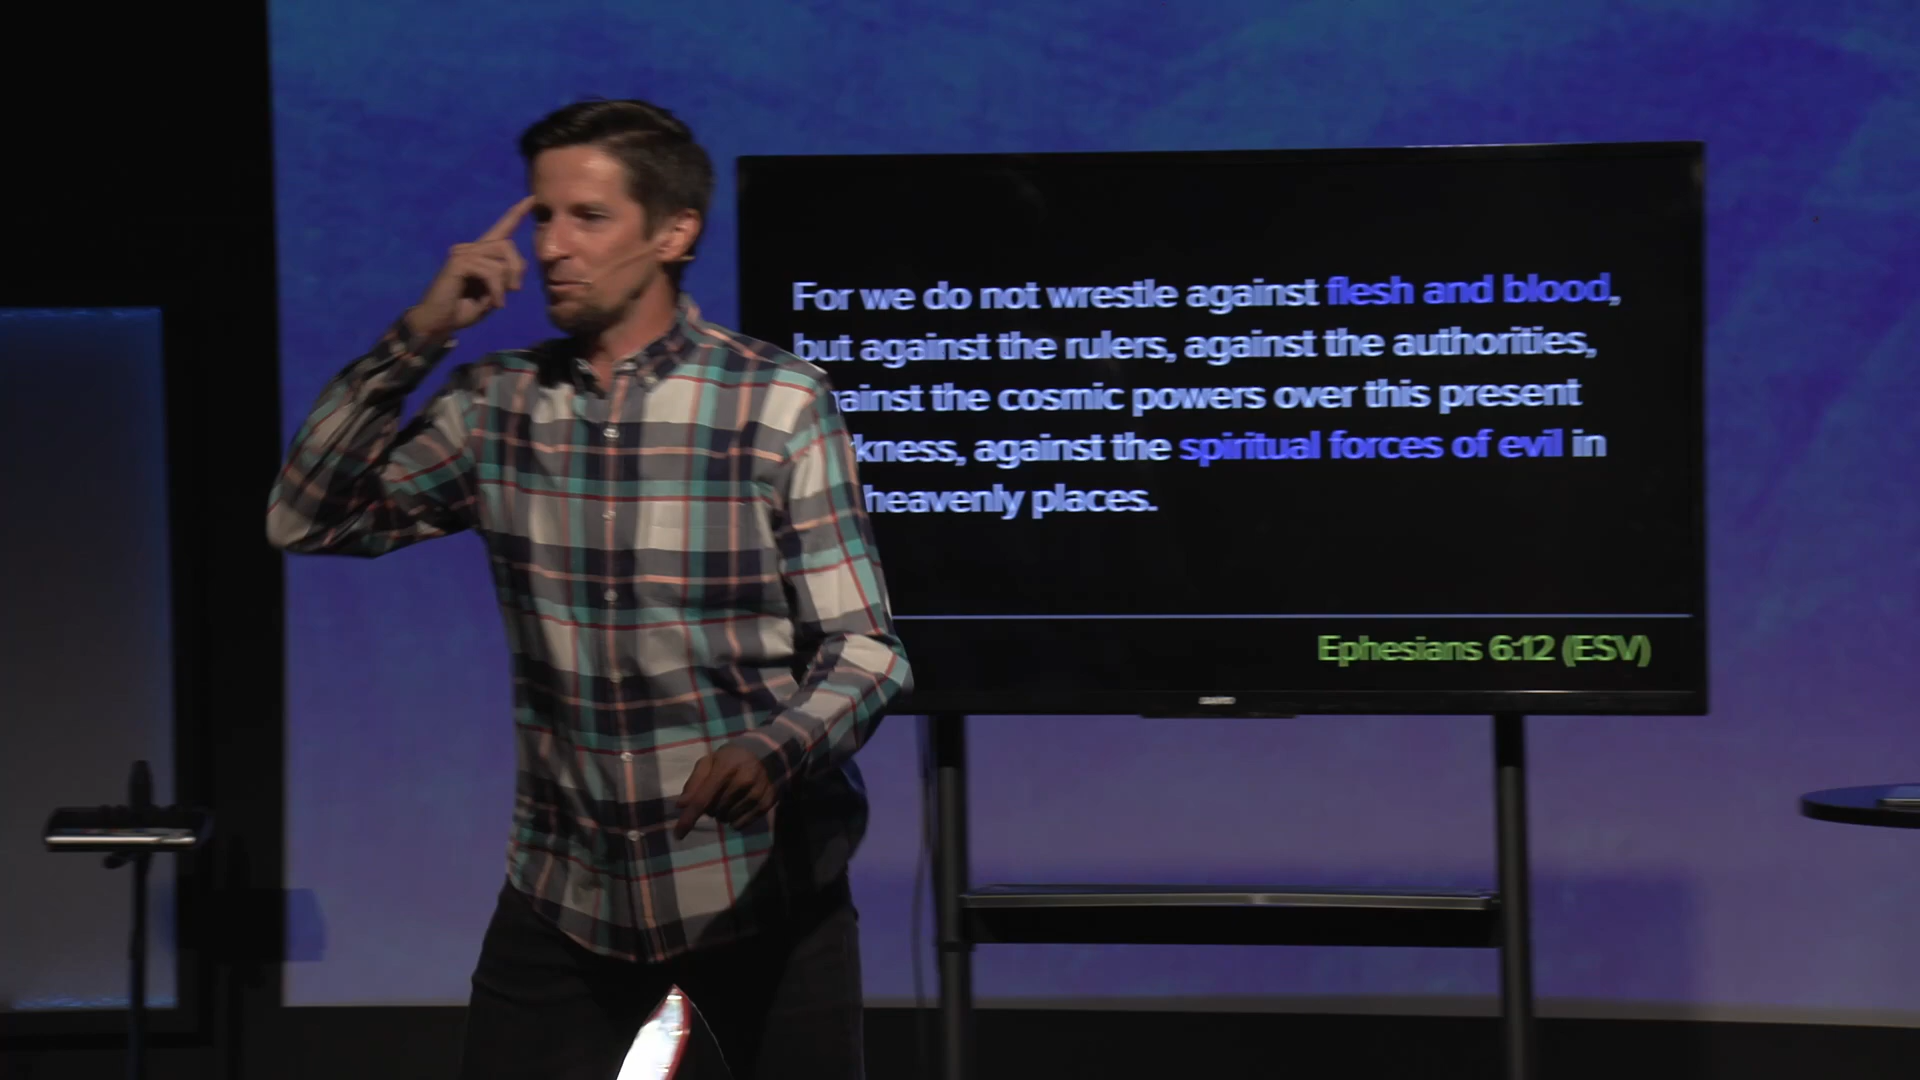 For we do not wrestle against flesh and blood,
but against the rulers, against the authorities,
ainst the cosmic powers over this present
kness, against the spiritual forces of evil in
heavenly places.
Ephesians 6:12 (ESV)